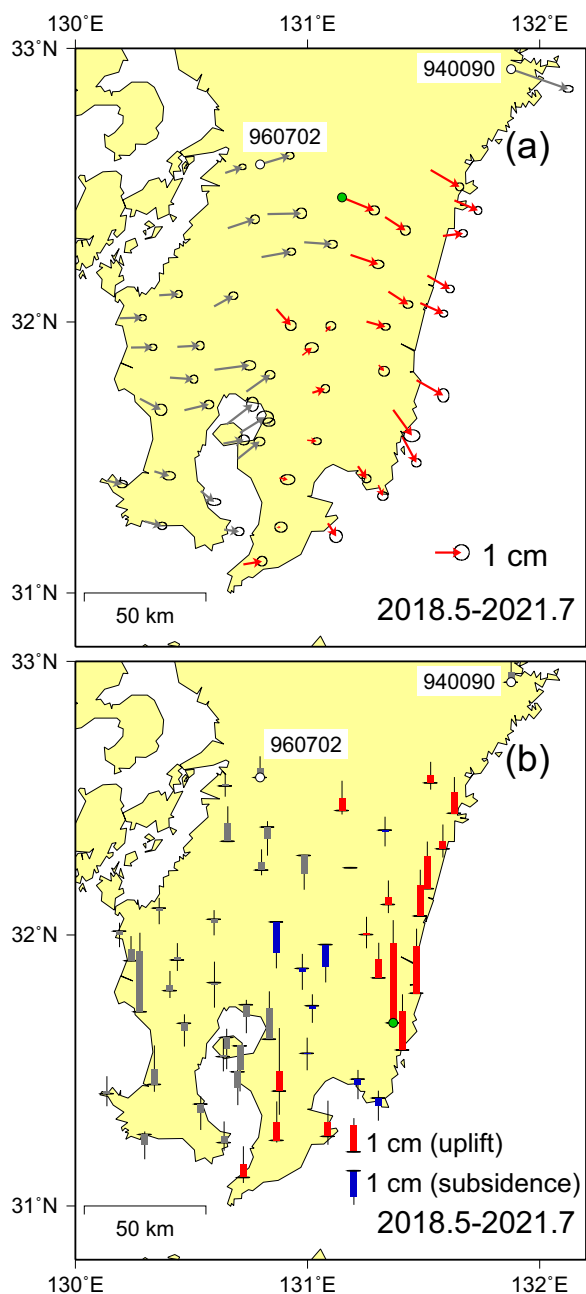 130˚E 131˚E 132˚E
33˚N
940090
960702
(a)
32˚N
1 cm
31˚N
50 km
2018.5-2021.7
33˚N
940090
960702
(b)
32˚N
1 cm (uplift)
1 cm (subsidence)
31˚N
50 km
2018.5-2021.7
130˚E 131˚E 132˚E